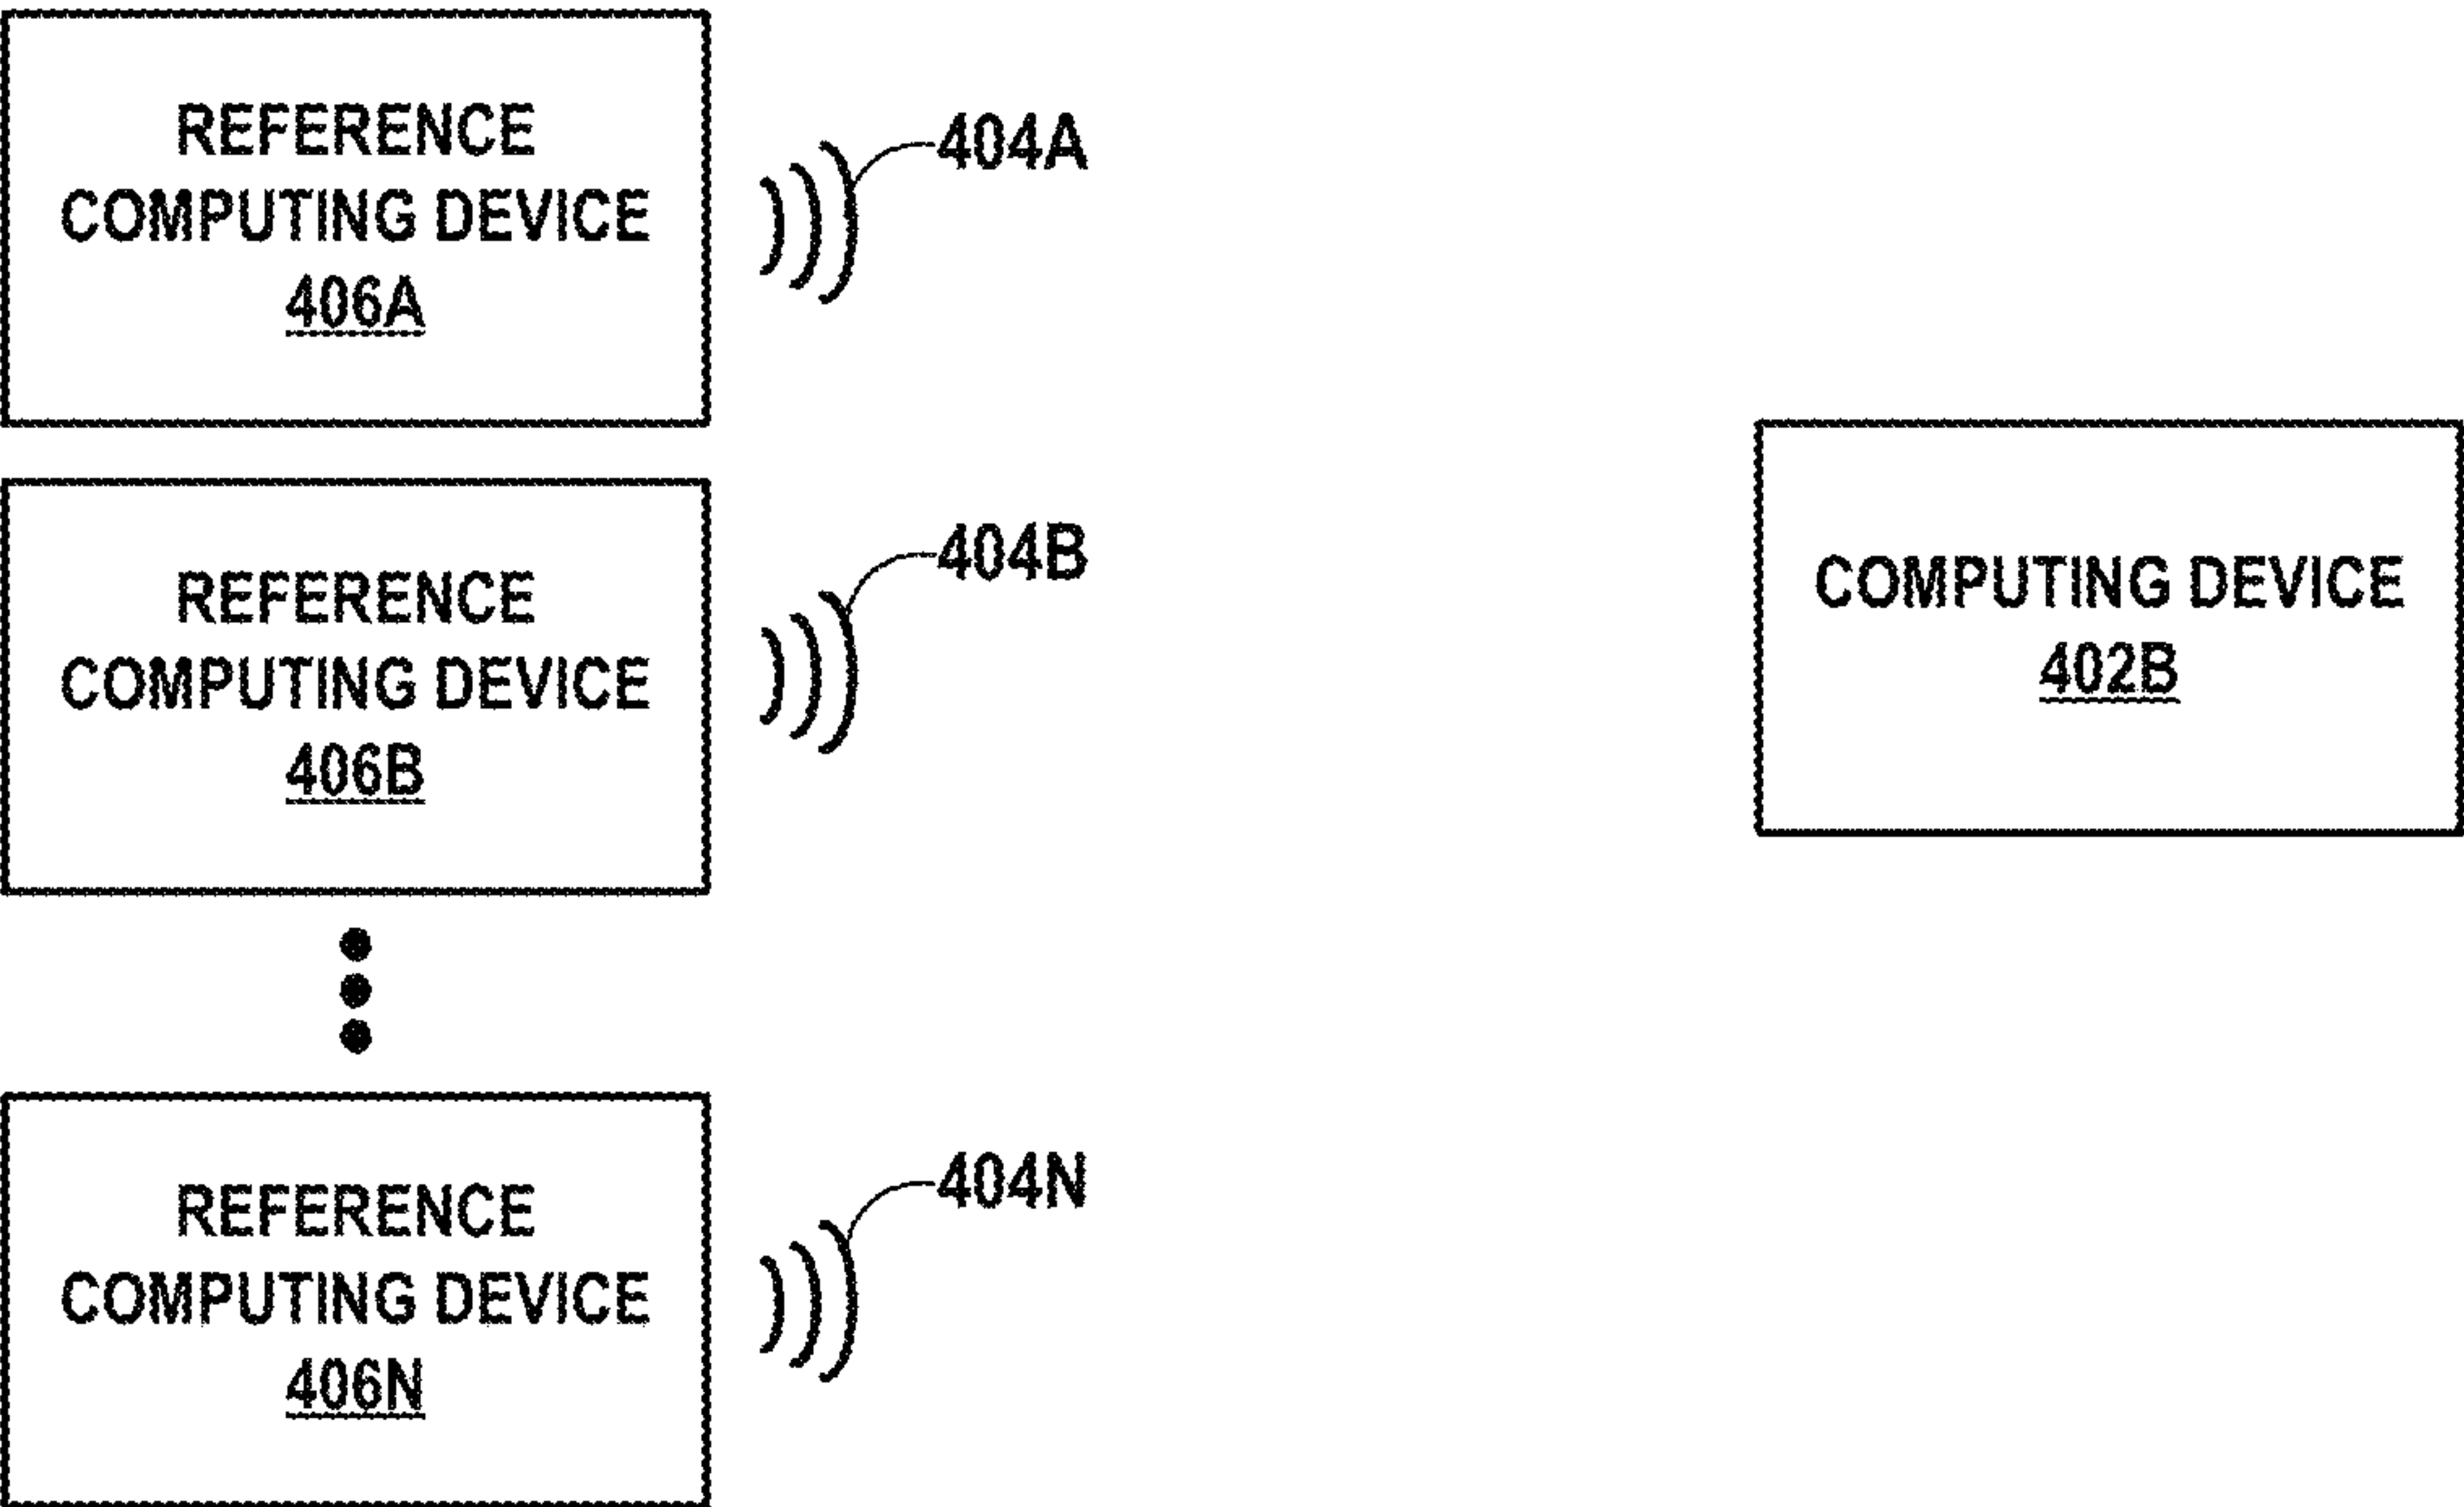 REFERENCE
COMPUTING DEVICE
406A
404A
REFERENCE
COMPUTING DEVICE
406B
404B
COMPUTING DEVICE
402B
REFERENCE
COMPUTING DEVICE
406N
404N